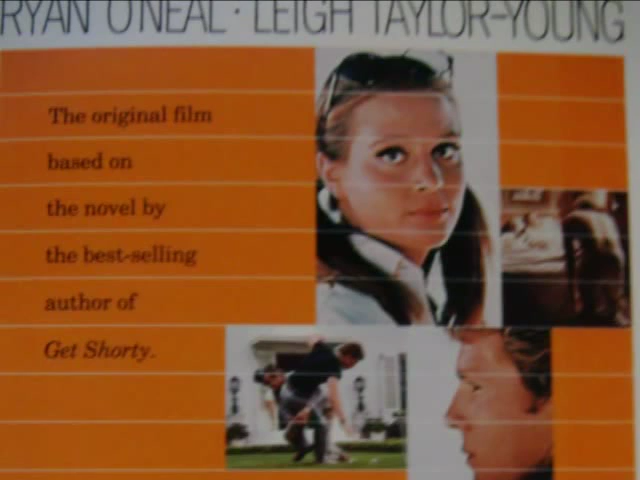 RYAN O'NEAL · LEIGH TAYLOR-YOUNG
The original film
based on
the novel by
the best-selling
author of
Get Shorty.